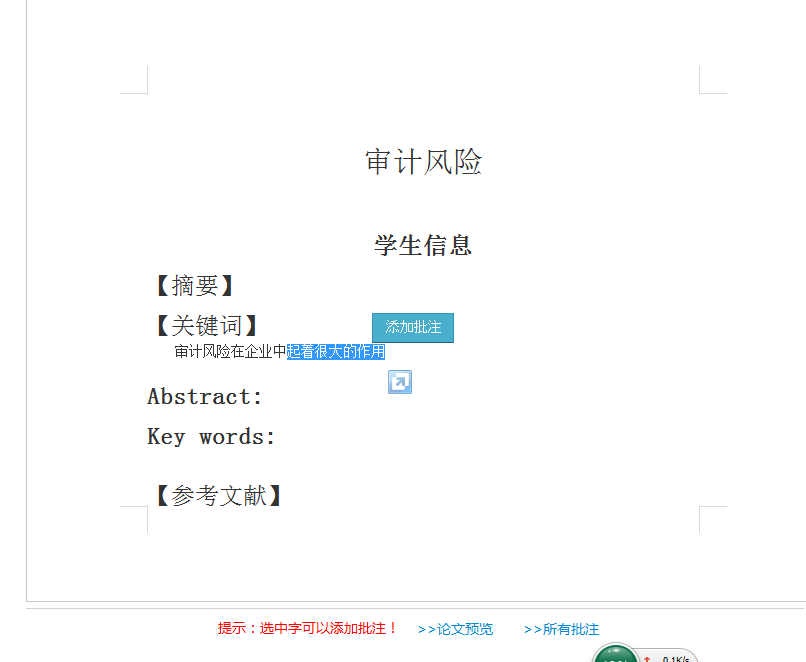 审计风险
学生信息
【摘要】
【关键词】
添加批注
审计风险在企业中起着很大的作用
Abstract:
Key words:
【参考文献】
提示：选中字可以添加批注！ >>论文预览 >>所有批注
0.1K/s